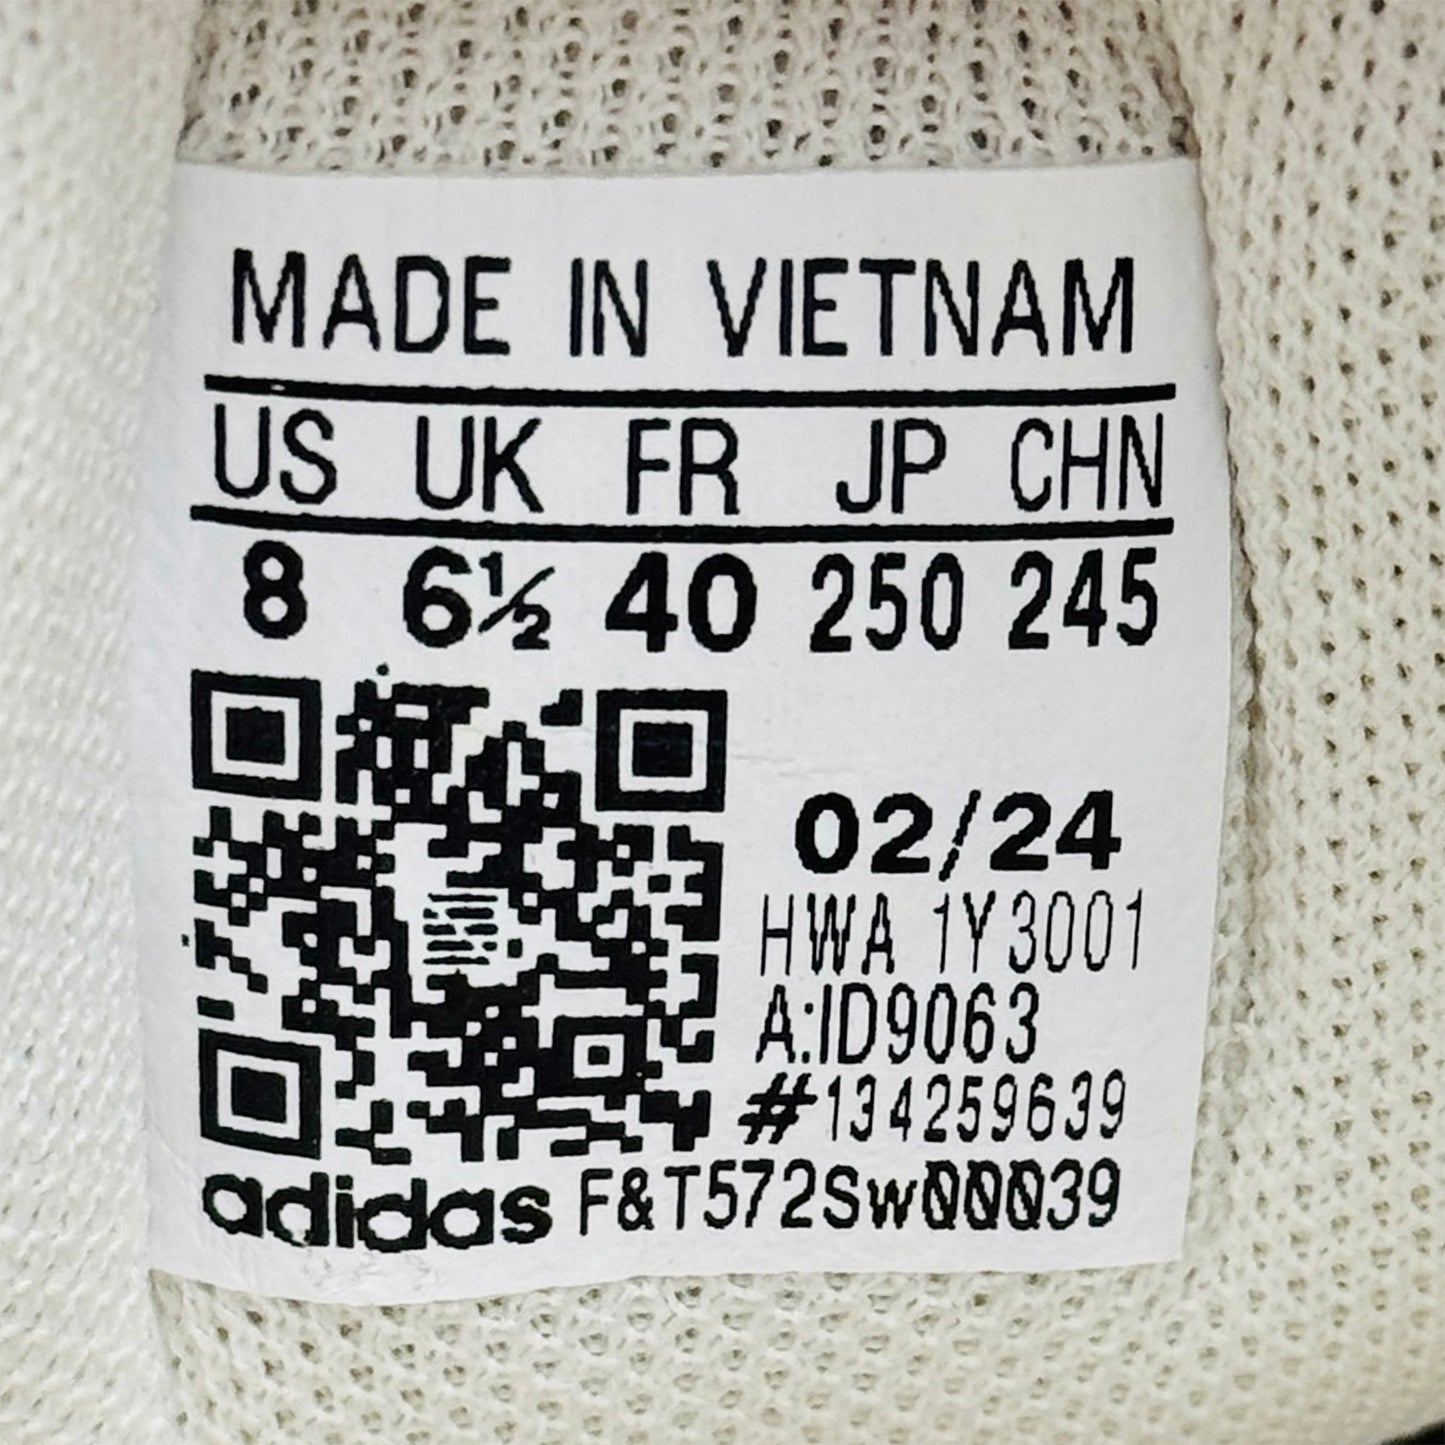 MADE IN VIETNAM
US UK FR JP CHN
8 6½ 40 250 245
02/24
HWA 1Y3001
A:ID9063
#134259639
adidas F&T572Sw00039